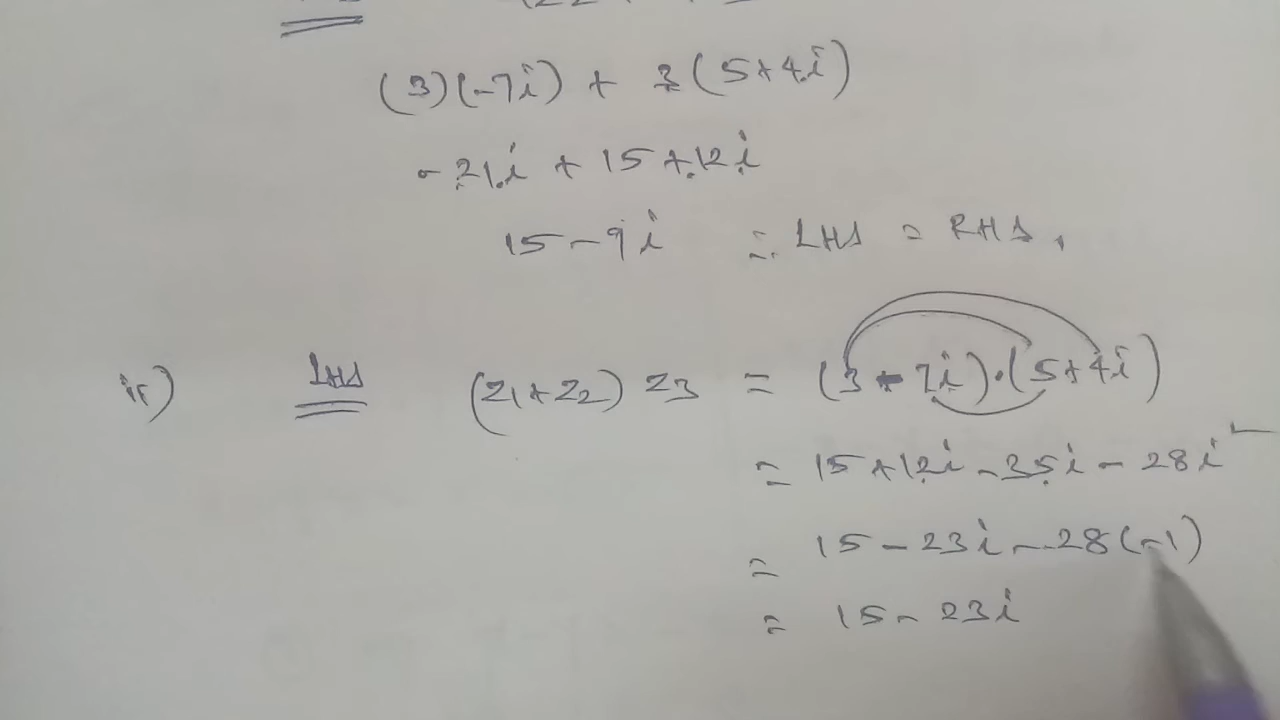 (3)(-7i) + 3(5+4i)
-21i + 15 + 12i
15 - 9i ∴ LHS = RHS.
ii) LHS (z1+z2) z3 = (3-7i)·(5+4i)
= 15+12i-35i-28i²
= 15-23i-28(-1)
= 15-23i